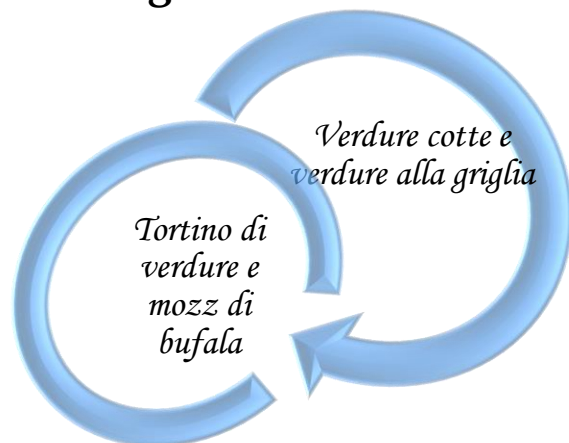 Verdure cotte e
verdure alla griglia
Tortino di
verdure e
mozz di
bufala